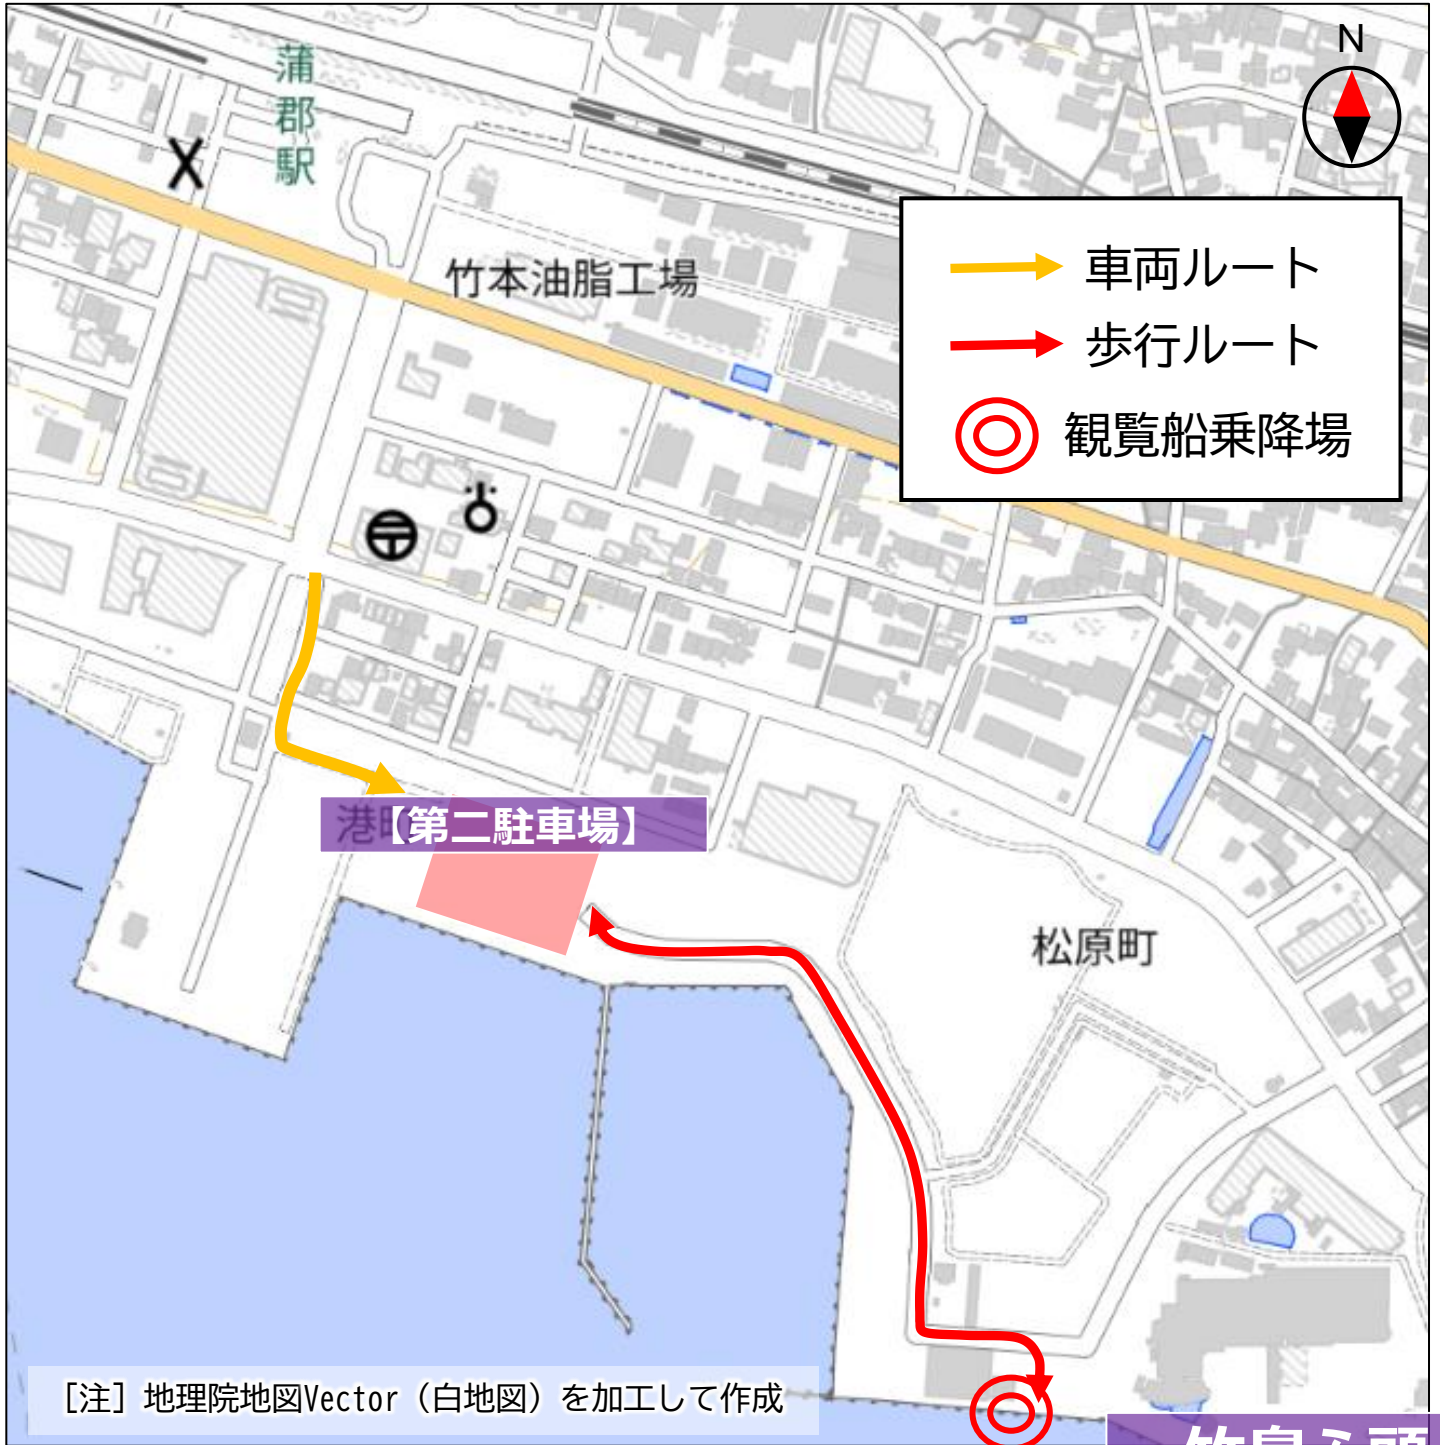 蒲郡駅
N
竹本油脂工場
車両ルート
歩行ルート
観覧船乗降場
港町
【第二駐車場】
松原町
［注］地理院地図Vector（白地図）を加工して作成